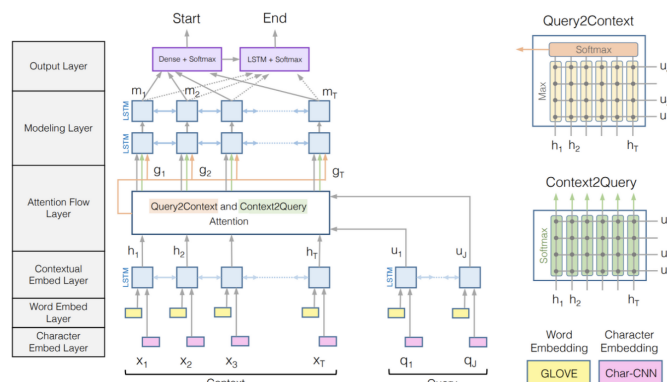 Start End
Query2Context
Output Layer
Dense + Softmax
LSTM + Softmax
Softmax
Max
m1 m2 mT
LSTM
Modeling Layer
LSTM
h1 h2 hT
g1 g2 gT
Attention Flow
Layer
Query2Context and Context2Query
Attention
Context2Query
Softmax
h1 h2 hT
u1 uJ
Contextual
Embed Layer
LSTM
LSTM
h1 h2 hT
Word Embed
Layer
Character
Embed Layer
x1 x2 x3 xT
q1 qJ
Word
Embedding
Character
Embedding
GLOVE
Char-CNN